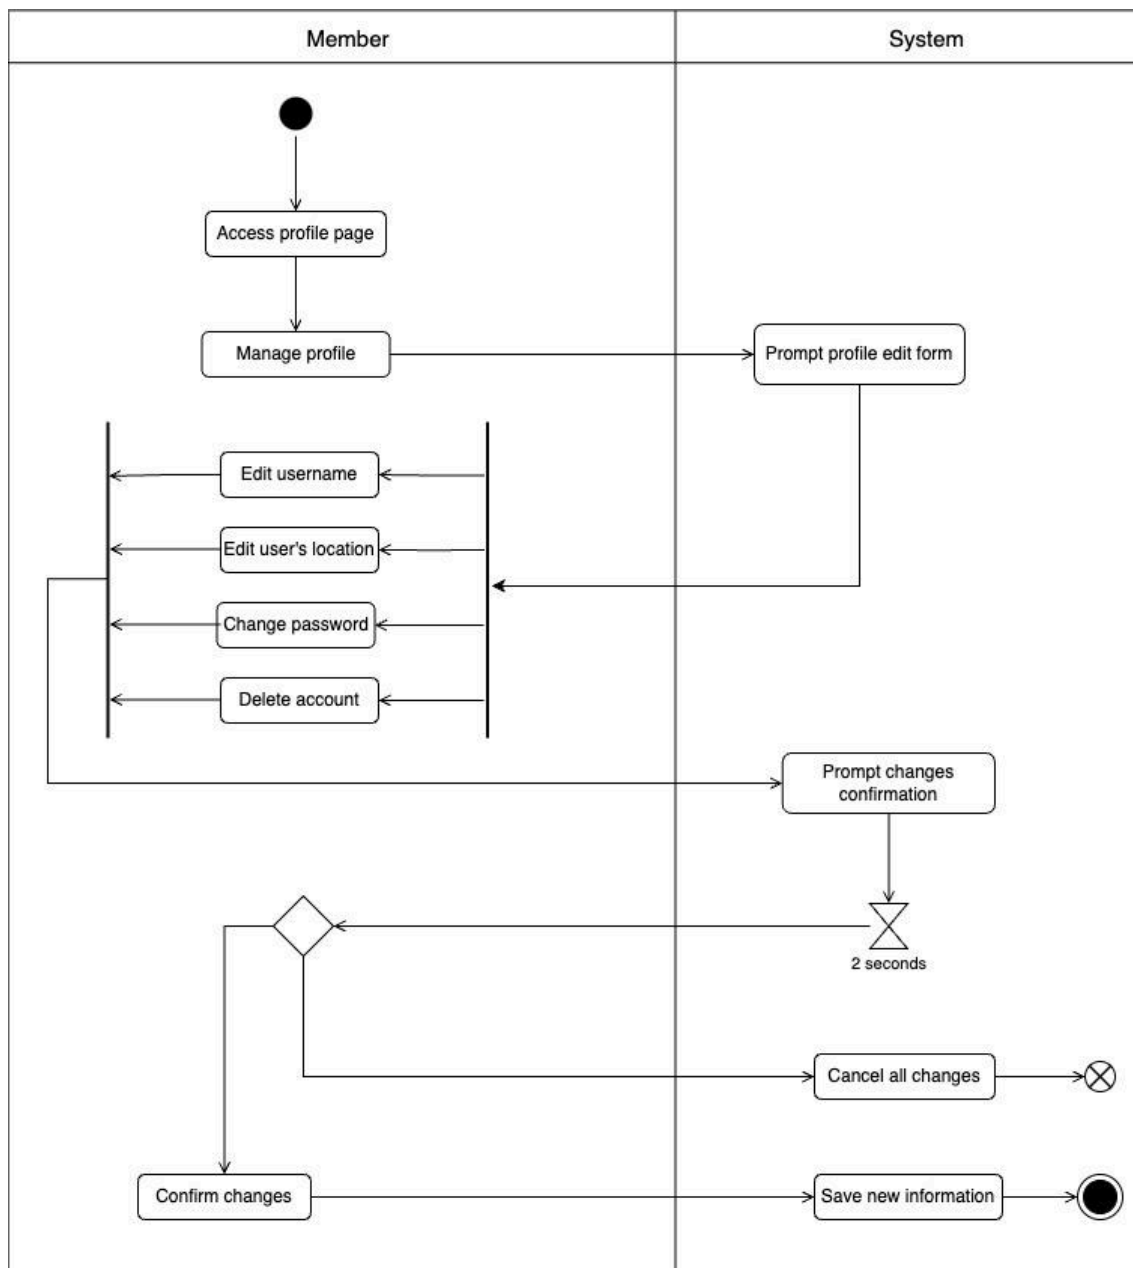 Member
System
Access profile page
Manage profile
Prompt profile edit form
Edit username
Edit user's location
Change password
Delete account
Prompt changes
confirmation
2 seconds
Cancel all changes
Confirm changes
Save new information